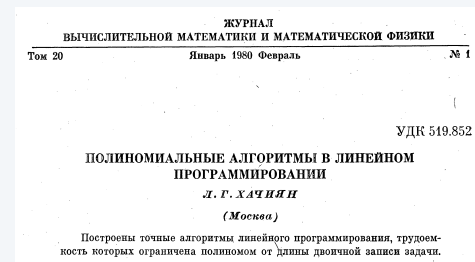 ЖУРНАЛ
ВЫЧИСЛИТЕЛЬНОЙ МАТЕМАТИКИ И МАТЕМАТИЧЕСКОЙ ФИЗИКИ
Том 20 Январь 1980 Февраль № 1
УДК 519.852
ПОЛИНОМИАЛЬНЫЕ АЛГОРИТМЫ В ЛИНЕЙНОМ
ПРОГРАММИРОВАНИИ
Л. Г. ХАЧИЯН
(Москва)
Построены точные алгоритмы линейного программирования, трудоем-
кость которых ограничена полиномом от длины двоичной записи задачи.